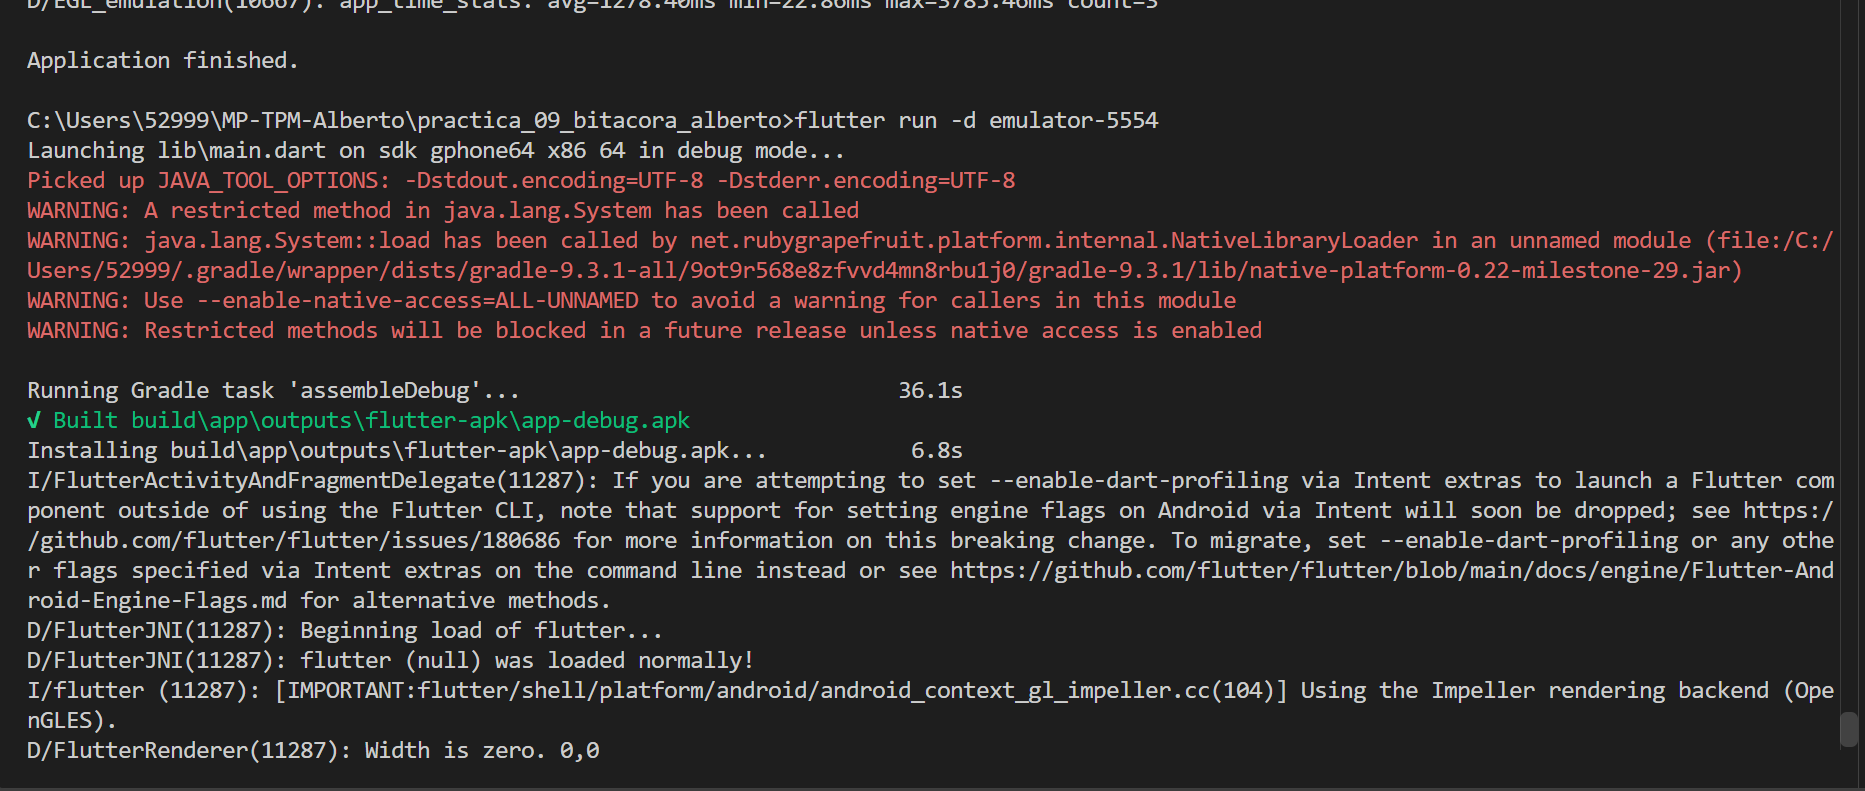 D/EGL_emulation(10667): app_time_stats: avg=1278.40ms min=22.86ms max=3785.46ms count=3
Application finished.
C:\Users\52999\MP-TPM-Alberto\practica_09_bitacora_alberto>flutter run -d emulator-5554
Launching lib\main.dart on sdk gphone64 x86 64 in debug mode...
Picked up JAVA_TOOL_OPTIONS: -Dstdout.encoding=UTF-8 -Dstderr.encoding=UTF-8
WARNING: A restricted method in java.lang.System has been called
WARNING: java.lang.System::load has been called by net.rubygrapefruit.platform.internal.NativeLibraryLoader in an unnamed module (file:/C:/
Users/52999/.gradle/wrapper/dists/gradle-9.3.1-all/9ot9r568e8zfvvd4mn8rbu1j0/gradle-9.3.1/lib/native-platform-0.22-milestone-29.jar)
WARNING: Use --enable-native-access=ALL-UNNAMED to avoid a warning for callers in this module
WARNING: Restricted methods will be blocked in a future release unless native access is enabled
Running Gradle task 'assembleDebug'... 36.1s
√ Built build\app\outputs\flutter-apk\app-debug.apk
Installing build\app\outputs\flutter-apk\app-debug.apk... 6.8s
I/FlutterActivityAndFragmentDelegate(11287): If you are attempting to set --enable-dart-profiling via Intent extras to launch a Flutter com
ponent outside of using the Flutter CLI, note that support for setting engine flags on Android via Intent will soon be dropped; see https:/
/github.com/flutter/flutter/issues/180686 for more information on this breaking change. To migrate, set --enable-dart-profiling or any othe
r flags specified via Intent extras on the command line instead or see https://github.com/flutter/flutter/blob/main/docs/engine/Flutter-And
roid-Engine-Flags.md for alternative methods.
D/FlutterJNI(11287): Beginning load of flutter...
D/FlutterJNI(11287): flutter (null) was loaded normally!
I/flutter (11287): [IMPORTANT:flutter/shell/platform/android/android_context_gl_impeller.cc(104)] Using the Impeller rendering backend (Ope
nGLES).
D/FlutterRenderer(11287): Width is zero. 0,0